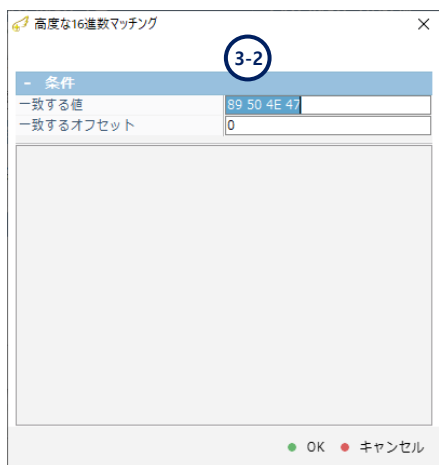 高度な16進数マッチング
3-2
- 条件
一致する値 89 50 4E 47
一致するオフセット 0
OK キャンセル